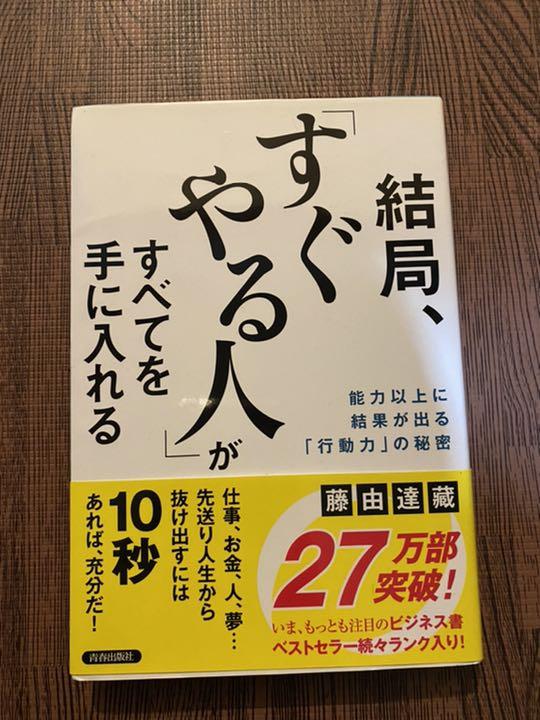 結局、
「すぐ
やる人」が
すべてを
手に入れる
能力以上に
結果が出る
「行動力」の秘密
藤由達藏
27万部
突破!
いま、もっとも注目のビジネス書
ベストセラー続々ランク入り!
仕事、お金、人、夢…
先送り人生から
抜け出すには
10秒
あれば、充分だ!
青春出版社